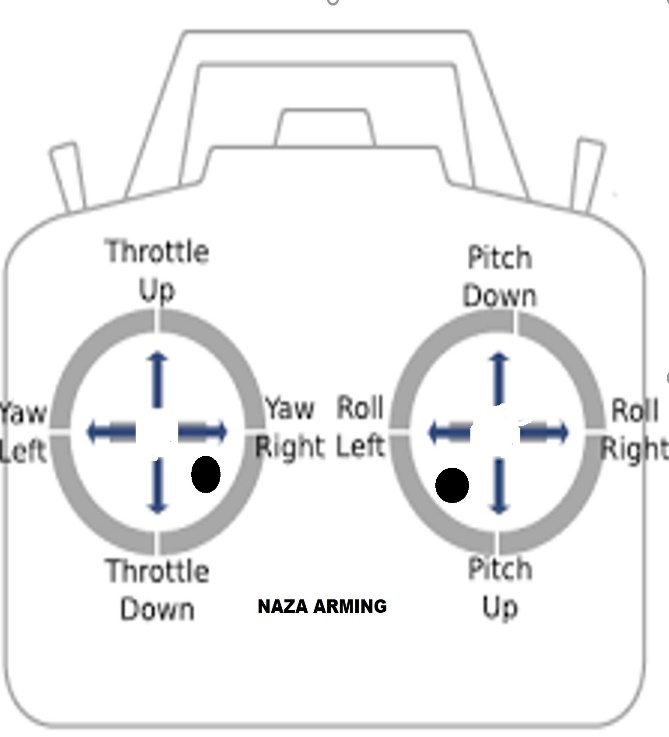 Throttle
Up
Pitch
Down
Yaw
Left
Yaw
Right
Roll
Left
Roll
Right
Throttle
Down
NAZA ARMING
Pitch
Up